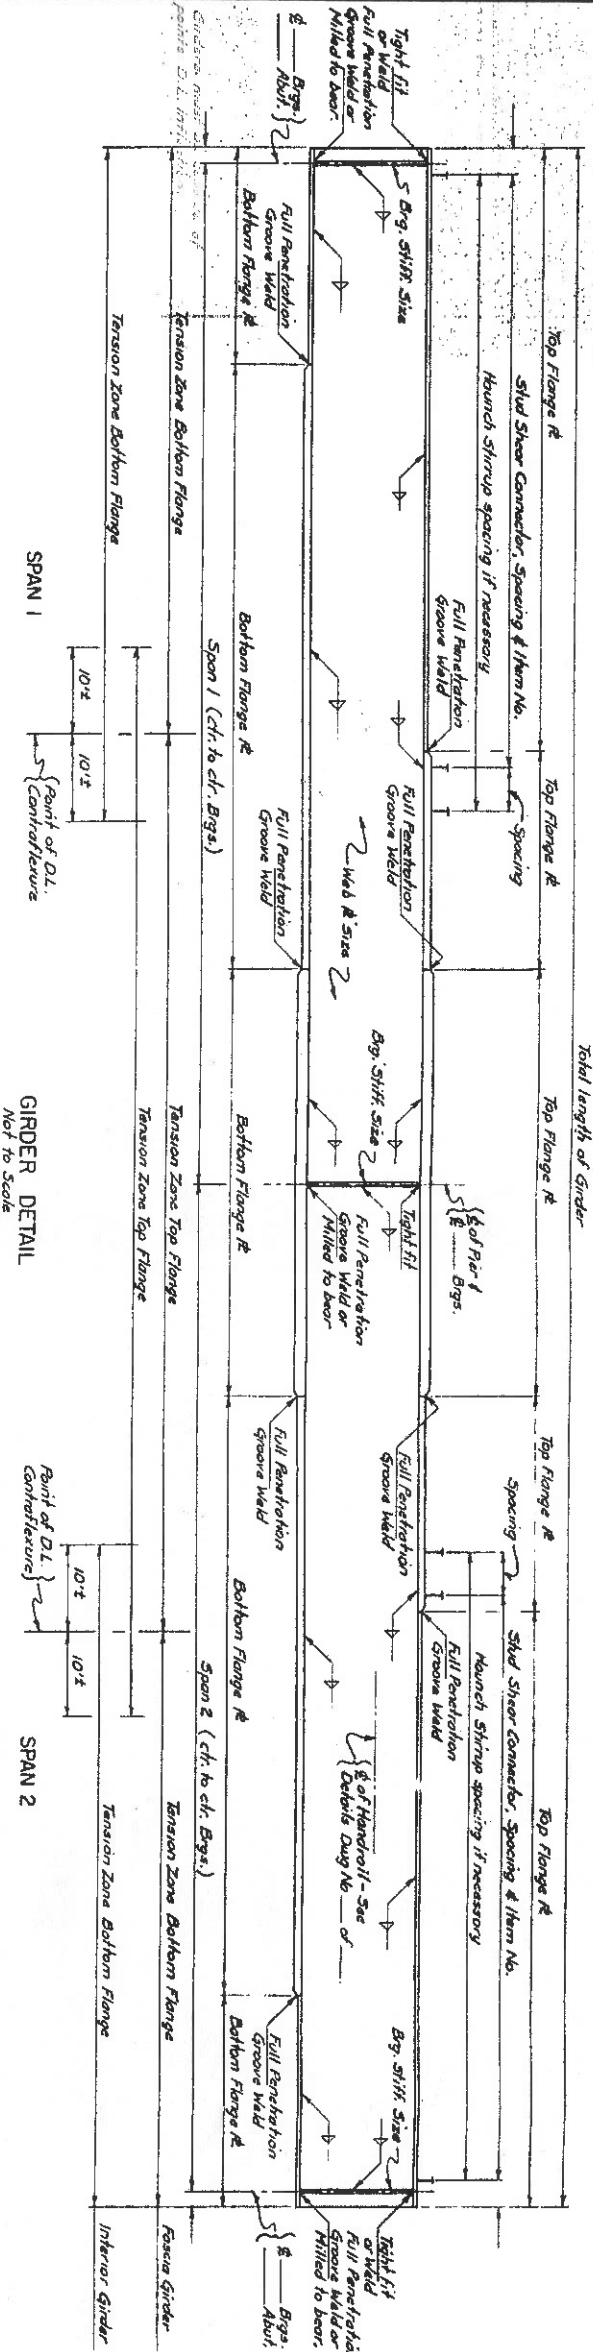 Total length of Girder
Top Flange ℞
Top Flange ℞
Top Flange ℞
Top Flange ℞
Top Flange ℞
Stud Shear Connector, Spacing & Item No.
Spacing
Spacing
Stud Shear Connector, Spacing & Item No.
Haunch Stirrup spacing if necessary
Haunch Stirrup spacing if necessary
℄ of Pier &
℄ ____ Brgs.
Tight fit
or Weld
Full Penetration
Groove Weld or
Milled to bear.
Full Penetration
Groove Weld
Full Penetration
Groove Weld
Tight fit
Full Penetration
Groove Weld
Full Penetration
Groove Weld
Tight fit
or Weld
Full Penetration
Groove Weld or
Milled to bear.
Brg. Stiff. Size
Web ℞ Size
Brg. Stiff. Size
Full Penetration
Groove Weld or
Milled to bear
℄ of Handrail - See
Details Dwg No ___ of ___
Brg. Stiff. Size
℄ ____ Brgs.
____ Abut.
Full Penetration
Groove Weld
Full Penetration
Groove Weld
Full Penetration
Groove Weld
Full Penetration
Groove Weld
℄ ____ Brgs.
____ Abut.
Bottom Flange ℞
Bottom Flange ℞
Bottom Flange ℞
Bottom Flange ℞
Bottom Flange ℞
Span 1 (ctr. to ctr. Brgs.)
Span 2 (ctr. to ctr. Brgs.)
Tension Zone Bottom Flange
Tension Zone Top Flange
Tension Zone Bottom Flange
Fascia Girder
Tension Zone Top Flange
Tension Zone Bottom Flange
Tension Zone Bottom Flange
Interior Girder
10'±
10'±
10'±
10'±
Point of D.L.
Contraflexure
Point of D.L.
Contraflexure
SPAN 1
GIRDER DETAIL
Not to Scale
SPAN 2